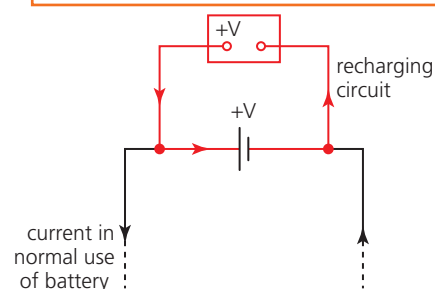 +V
recharging
circuit
+V
current in
normal use
of battery